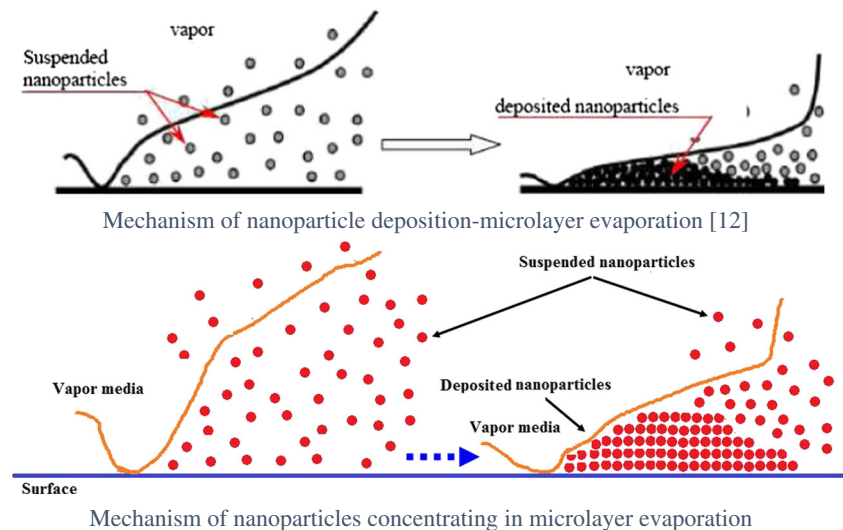 vapor
Suspended
nanoparticles
vapor
deposited nanoparticles
Mechanism of nanoparticle deposition-microlayer evaporation [12]
Suspended nanoparticles
Vapor media
Deposited nanoparticles
Vapor media
Surface
Mechanism of nanoparticles concentrating in microlayer evaporation